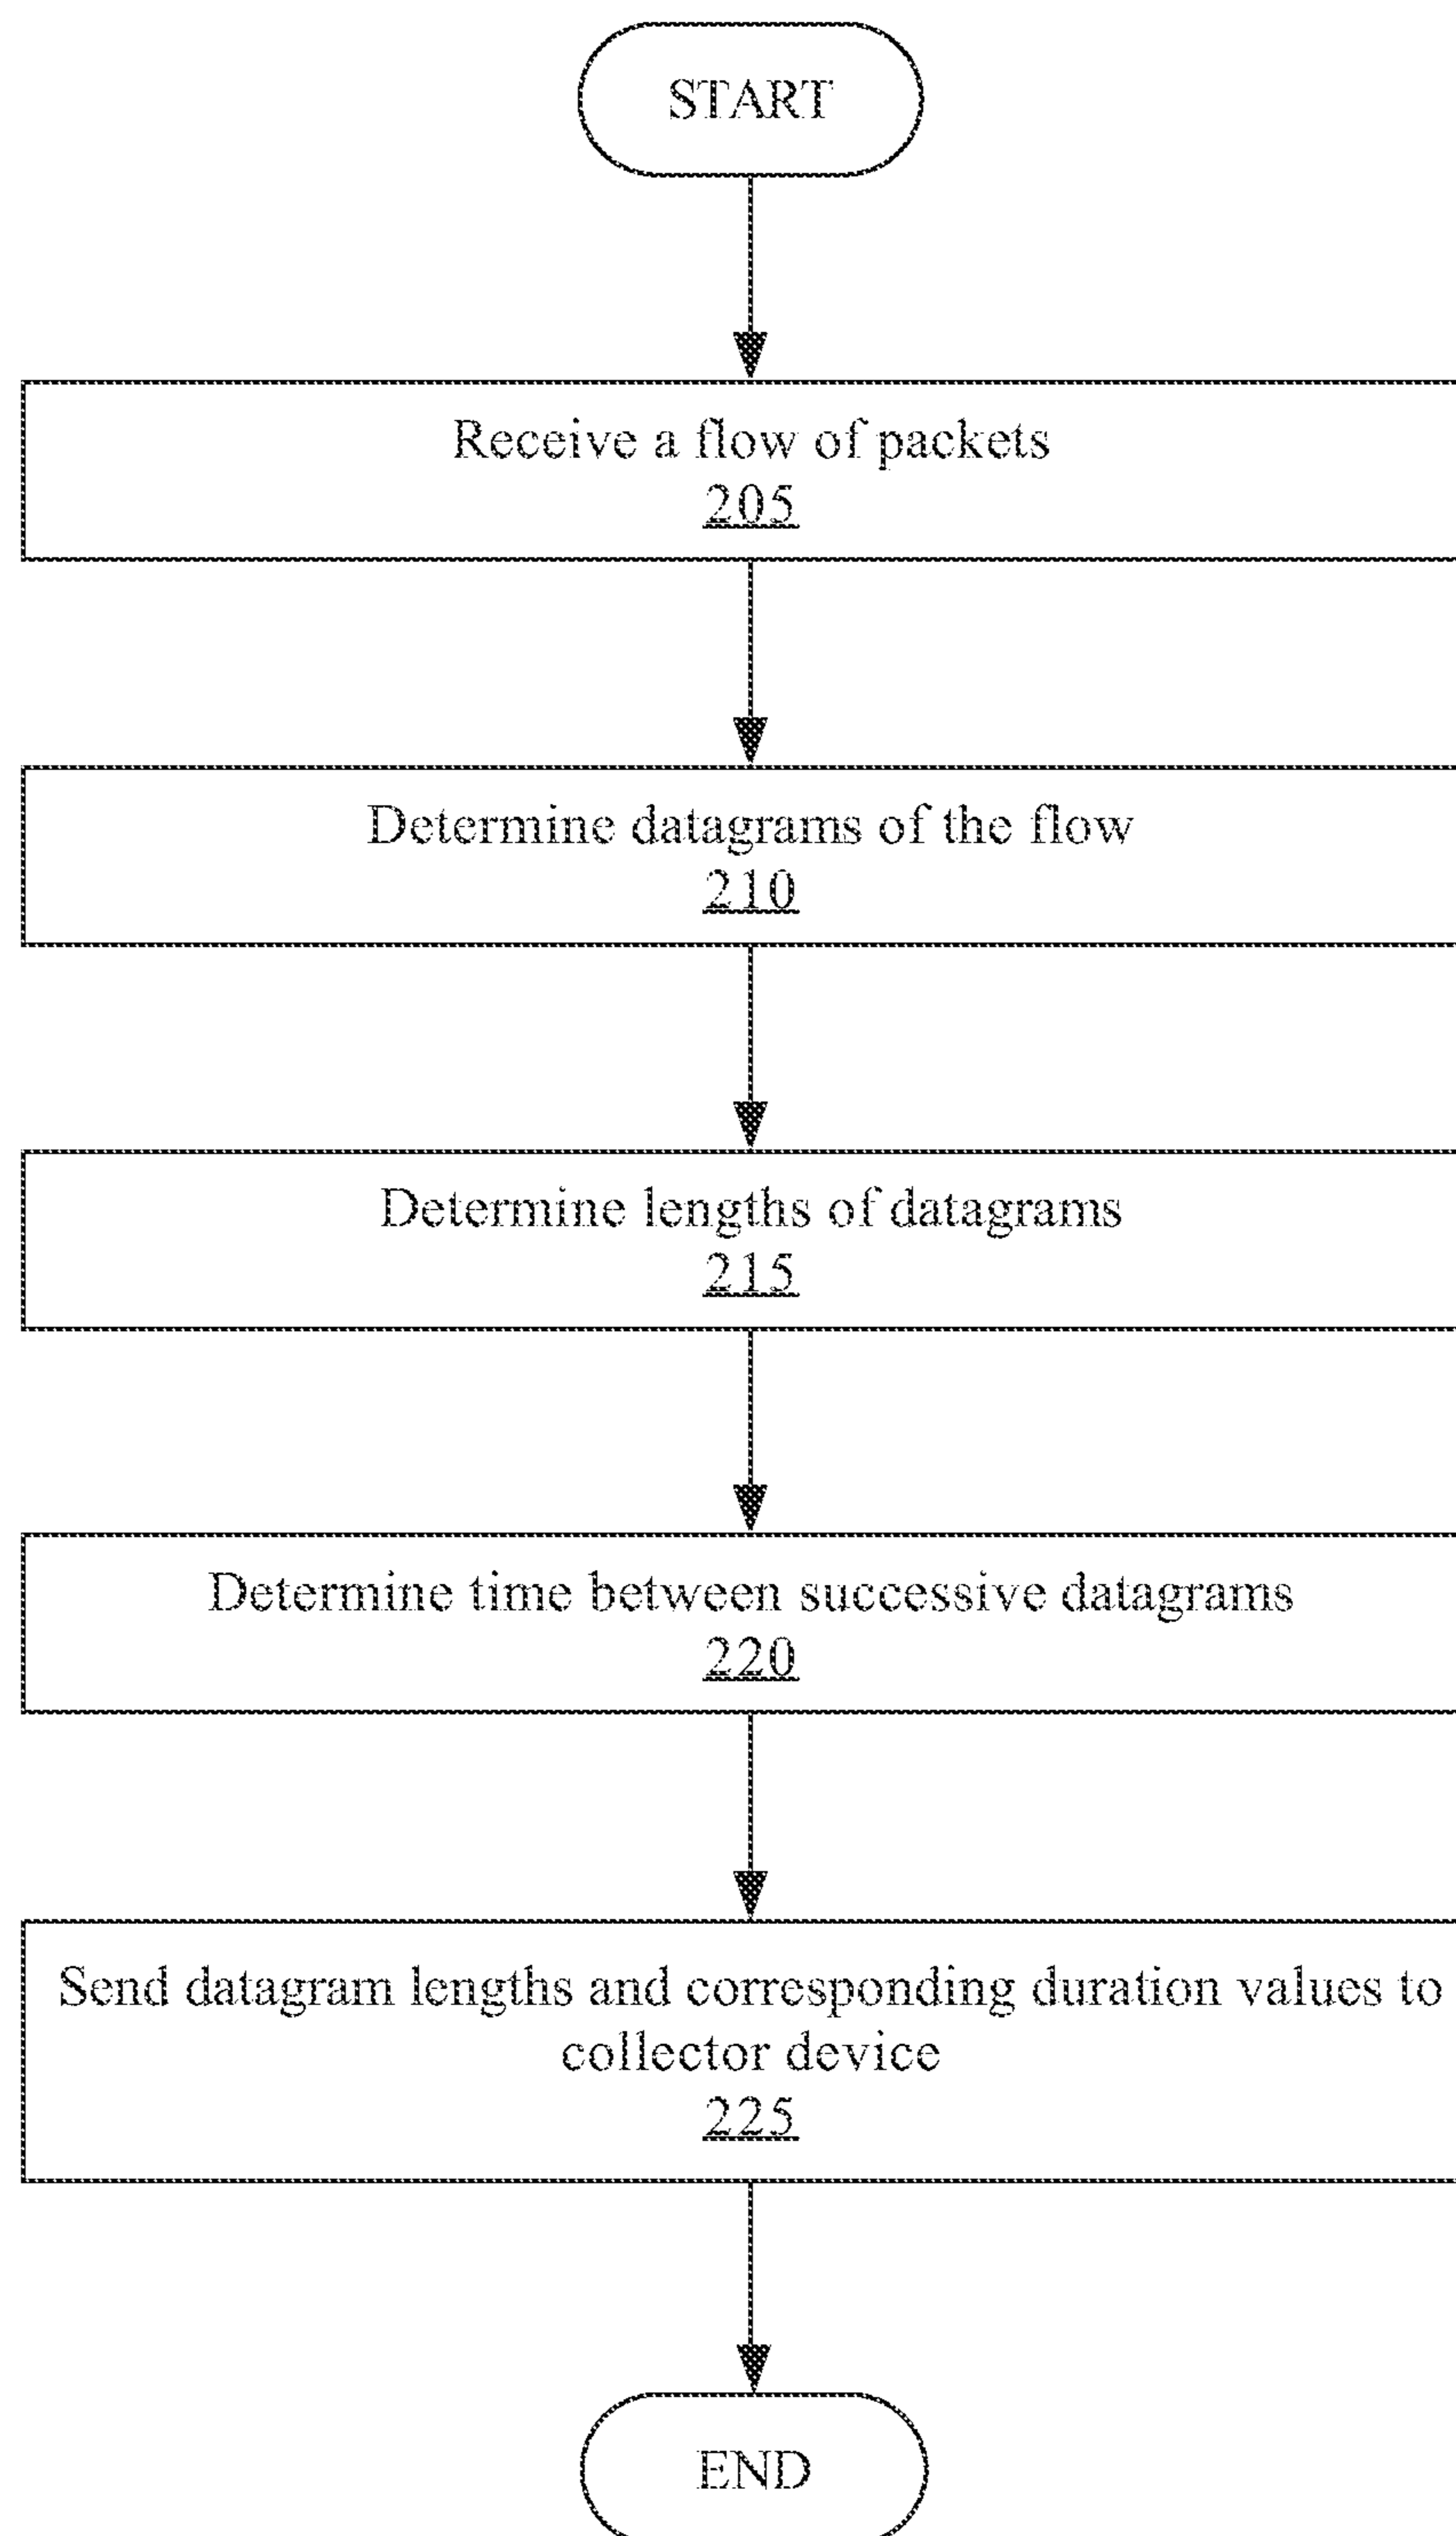 START
Receive a flow of packets
205
Determine datagrams of the flow
210
Determine lengths of datagrams
215
Determine time between successive datagrams
220
Send datagram lengths and corresponding duration values to
collector device
225
END